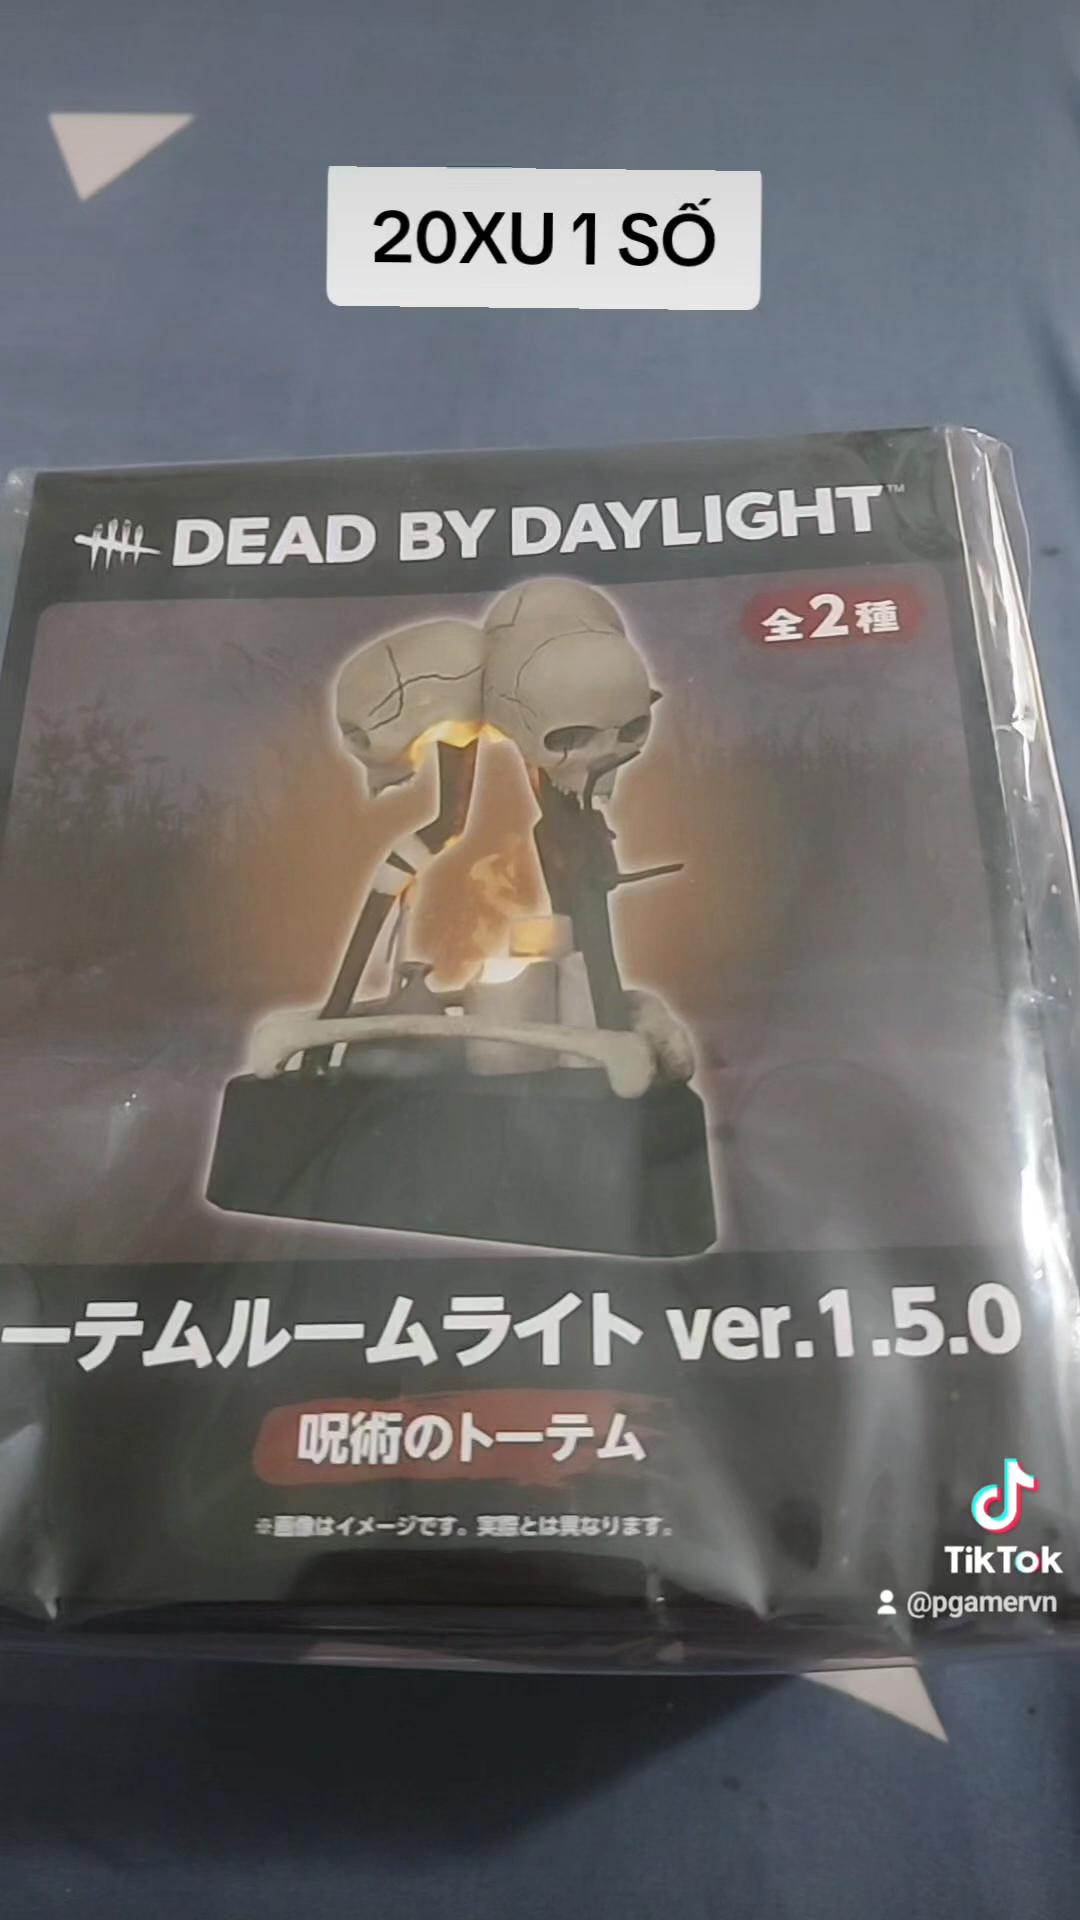 20XU 1 SỐ
DEAD BY DAYLIGHT™
全2種
ーテムルームライト ver.1.5.0
呪術のトーテム
※画像はイメージです。実際とは異なります。
TikTok
@pgamervn